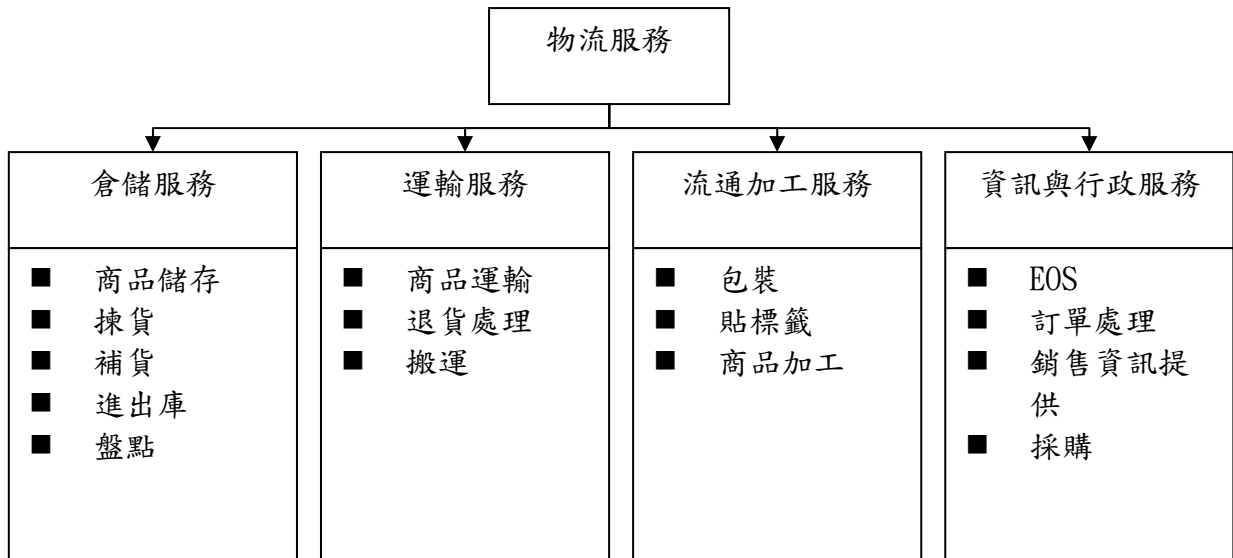 物流服務
倉儲服務
■ 商品儲存
■ 揀貨
■ 補貨
■ 進出庫
■ 盤點
運輸服務
■ 商品運輸
■ 退貨處理
■ 搬運
流通加工服務
■ 包裝
■ 貼標籤
■ 商品加工
資訊與行政服務
■ EOS
■ 訂單處理
■ 銷售資訊提
供
■ 採購